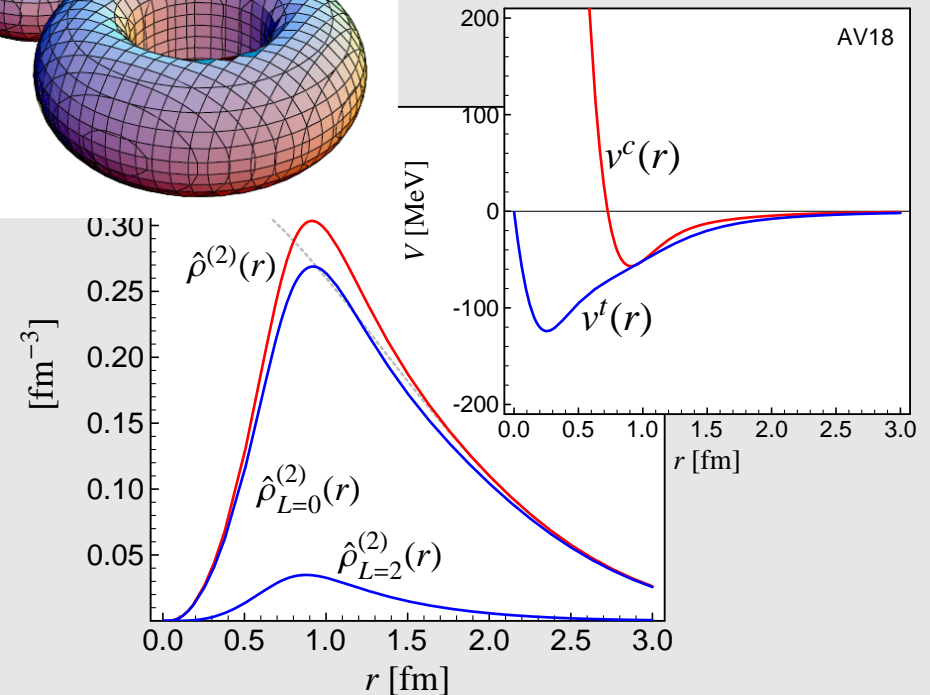 200
100
0
-100
-200
V [MeV]
AV18
v^c(r)
v^t(r)
0.0 0.5 1.0 1.5 2.0 2.5 3.0
r [fm]
0.30
0.25
0.20
0.15
0.10
0.05
[fm⁻³]
ρ̂^(2)(r)
ρ̂^(2)_{L=0}(r)
ρ̂^(2)_{L=2}(r)
0.0 0.5 1.0 1.5 2.0 2.5 3.0
r [fm]